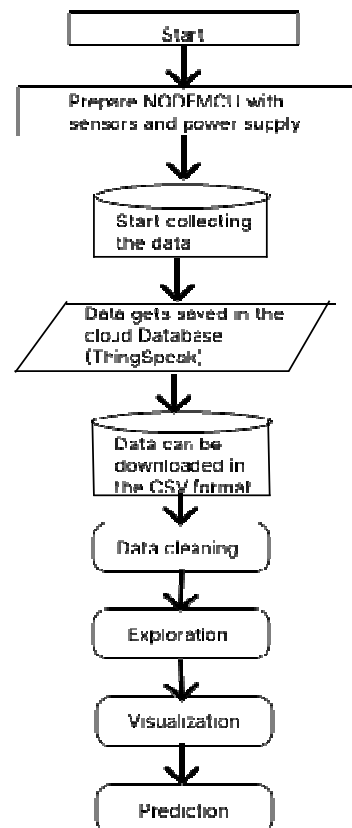 Start
Prepare NODEMCU with
sensors and power supply
Start collecting
the data
Data gets saved in the
cloud Database
(ThingSpeak)
Data can be
downloaded in
the CSV format
Data cleaning
Exploration
Visualization
Prediction